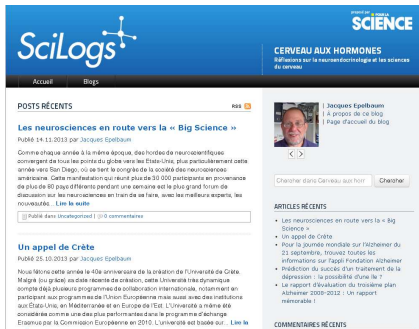 SciLogs
proposé par POUR LA
SCIENCE
CERVEAU AUX HORMONES
Réflexions sur la neuroendocrinologie et les sciences
du cerveau
Accueil Blogs
POSTS RÉCENTS RSS
Les neurosciences en route vers la « Big Science »
Publié 14.11.2013 par Jacques Epelbaum
Comme chaque année à la même époque, des hordes de neuroscientifiques
convergent de tous les points du globe vers les Etats-Unis, plus particulièrement cette
année vers San Diego, où se tient le congrès de la société des neurosciences
américaine. Cette manifestation qui réunit plus de 30 000 participants en provenance
de plus de 80 pays différents pendant une semaine est le plus grand forum de
discussion sur les neurosciences en train de se faire, avec les meilleurs experts, les
nouveautés... Lire la suite
Publié dans Uncategorized | 0 commentaires
Un appel de Crète
Publié 25.10.2013 par Jacques Epelbaum
Nous fêtons cette année le 40e anniversaire de la création de l'Université de Crète.
Malgré (ou grâce) sa date récente de création, cette Université très dynamique
compte déjà plusieurs programmes de collaboration internationale, notamment en
participant aux programmes de l'Union Européenne mais aussi avec des institutions
aux États-Unis, en Méditerranée et en Europe de l'Est. L'Université a même été
considérée comme une des plus performantes dans le programme d'échange
Erasmus par la Commission Européenne en 2010. L'université est basée sur... Lire la
| Jacques Epelbaum
| À propos de ce blog
| Page d'accueil du blog
Chercher dans Cerveau aux horm Chercher
ARTICLES RÉCENTS
Les neurosciences en route vers la « Big
Science »
Un appel de Crète
Pour la journée mondiale sur l'Alzheimer du
21 septembre, trouvez toutes les
informations sur l'appli Fondation Alzheimer
Prédiction du succès d'un traitement de la
dépression : la possibilité d'une île ?
Le rapport d'évaluation du troisième plan
Alzheimer 2008-2012 : Un rapport
mémorable !
COMMENTAIRES RÉCENTS